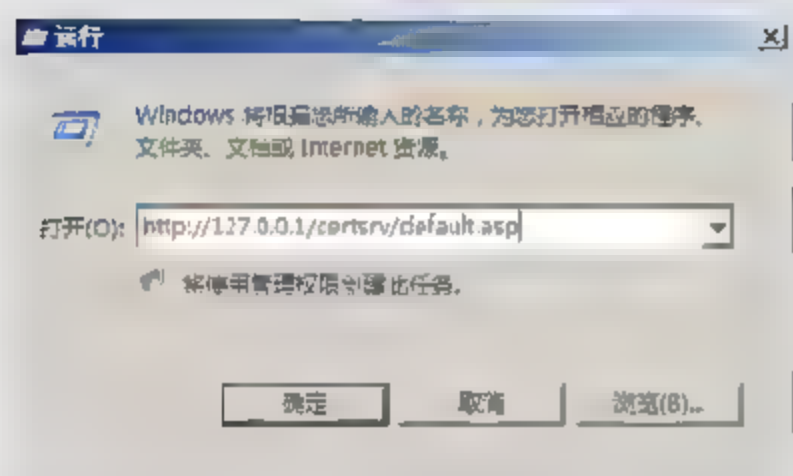 运行
Windows 将根据您所输入的名称，为您打开相应的程序、
文件夹、文档或 Internet 资源。
打开(O): http://127.0.0.1/certsrv/default.asp
将使用管理权限创建此任务。
确定 取消 浏览(B)...